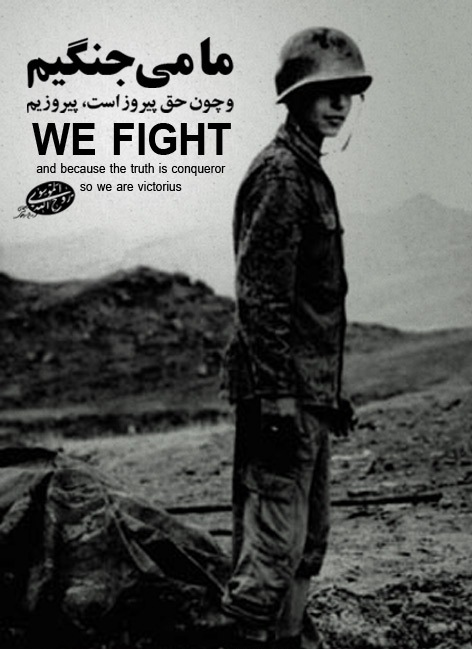 ما می‌جنگیم
و چون حق پیروز است، پیروزیم
WE FIGHT
and because the truth is conqueror
so we are victorius